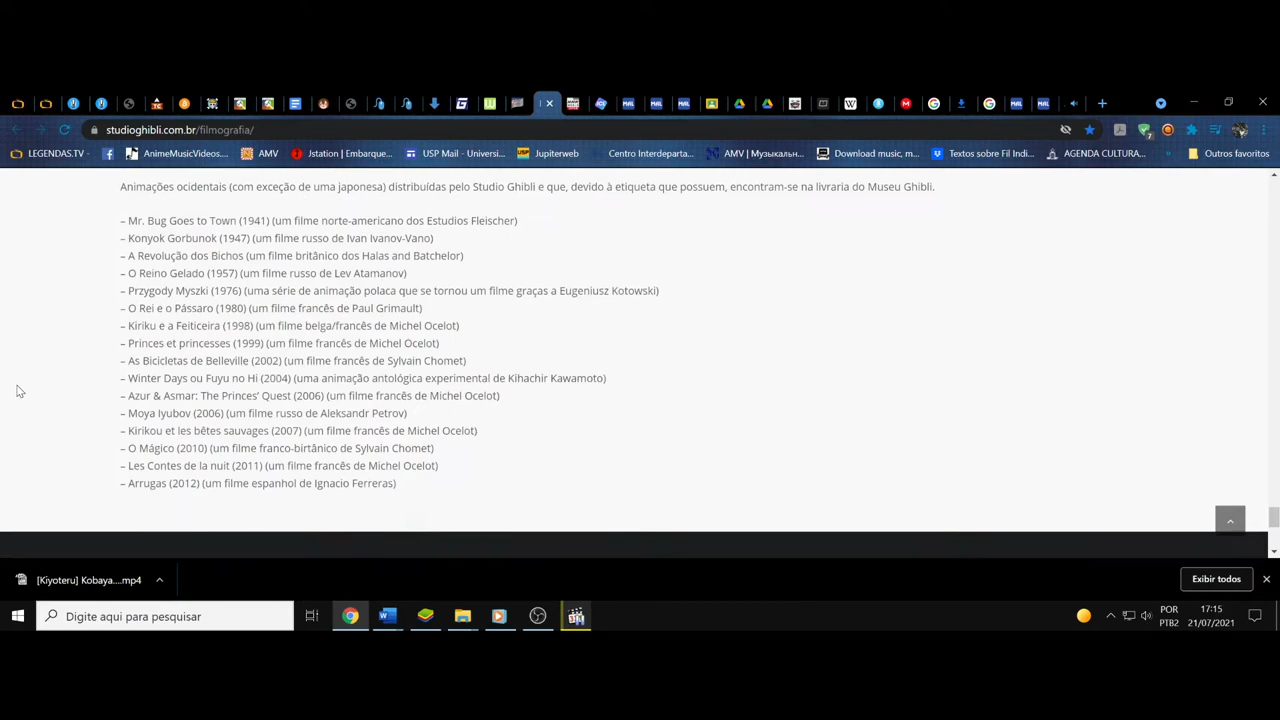 studioghibli.com.br/filmografia/
LEGENDAS.TV - AnimeMusicVideos.... AMV Jstation | Embarque... USP Mail - Universi... Jupiterweb Centro Interdeparta... AMV | Музыкальн... Download music, m... Textos sobre Fil Indi... AGENDA CULTURA... » Outros favoritos
Animações ocidentais (com exceção de uma japonesa) distribuídas pelo Studio Ghibli e que, devido à etiqueta que possuem, encontram-se na livraria do Museu Ghibli.
– Mr. Bug Goes to Town (1941) (um filme norte-americano dos Estudios Fleischer)
– Konyok Gorbunok (1947) (um filme russo de Ivan Ivanov-Vano)
– A Revolução dos Bichos (um filme britânico dos Halas and Batchelor)
– O Reino Gelado (1957) (um filme russo de Lev Atamanov)
– Przygody Myszki (1976) (uma série de animação polaca que se tornou um filme graças a Eugeniusz Kotowski)
– O Rei e o Pássaro (1980) (um filme francês de Paul Grimault)
– Kiriku e a Feiticeira (1998) (um filme belga/francês de Michel Ocelot)
– Princes et princesses (1999) (um filme francês de Michel Ocelot)
– As Bicicletas de Belleville (2002) (um filme francês de Sylvain Chomet)
– Winter Days ou Fuyu no Hi (2004) (uma animação antológica experimental de Kihachir Kawamoto)
– Azur & Asmar: The Princes’ Quest (2006) (um filme francês de Michel Ocelot)
– Moya lyubov (2006) (um filme russo de Aleksandr Petrov)
– Kirikou et les bêtes sauvages (2007) (um filme francês de Michel Ocelot)
– O Mágico (2010) (um filme franco-birtânico de Sylvain Chomet)
– Les Contes de la nuit (2011) (um filme francês de Michel Ocelot)
– Arrugas (2012) (um filme espanhol de Ignacio Ferreras)
[Kiyoteru] Kobaya....mp4 Exibir todos
Digite aqui para pesquisar
POR 17:15
PTB2 21/07/2021